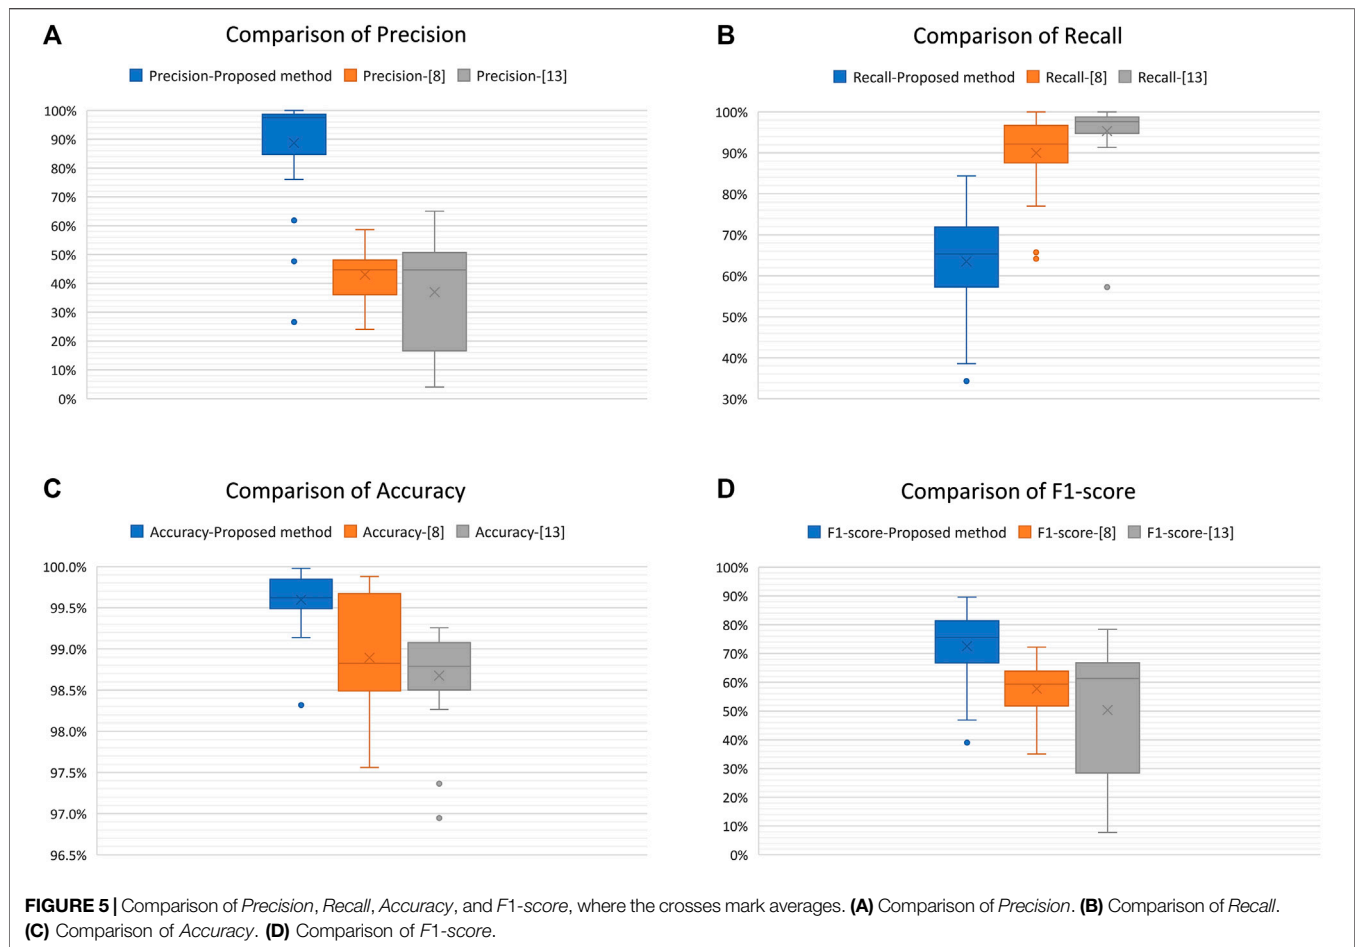 A
Comparison of Precision
Precision-Proposed method Precision-[8] Precision-[13]
100%
90%
80%
70%
60%
50%
40%
30%
20%
10%
0%
B
Comparison of Recall
Recall-Proposed method Recall-[8] Recall-[13]
100%
90%
80%
70%
60%
50%
40%
30%
C
Comparison of Accuracy
Accuracy-Proposed method Accuracy-[8] Accuracy-[13]
100.0%
99.5%
99.0%
98.5%
98.0%
97.5%
97.0%
96.5%
D
Comparison of F1-score
F1-score-Proposed method F1-score-[8] F1-score-[13]
100%
90%
80%
70%
60%
50%
40%
30%
20%
10%
0%
FIGURE 5 | Comparison of Precision, Recall, Accuracy, and F1-score, where the crosses mark averages. (A) Comparison of Precision. (B) Comparison of Recall.
(C) Comparison of Accuracy. (D) Comparison of F1-score.